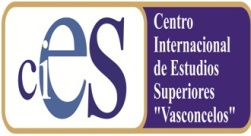 ciES
Centro
Internacional
de Estudios
Superiores
"Vasconcelos"